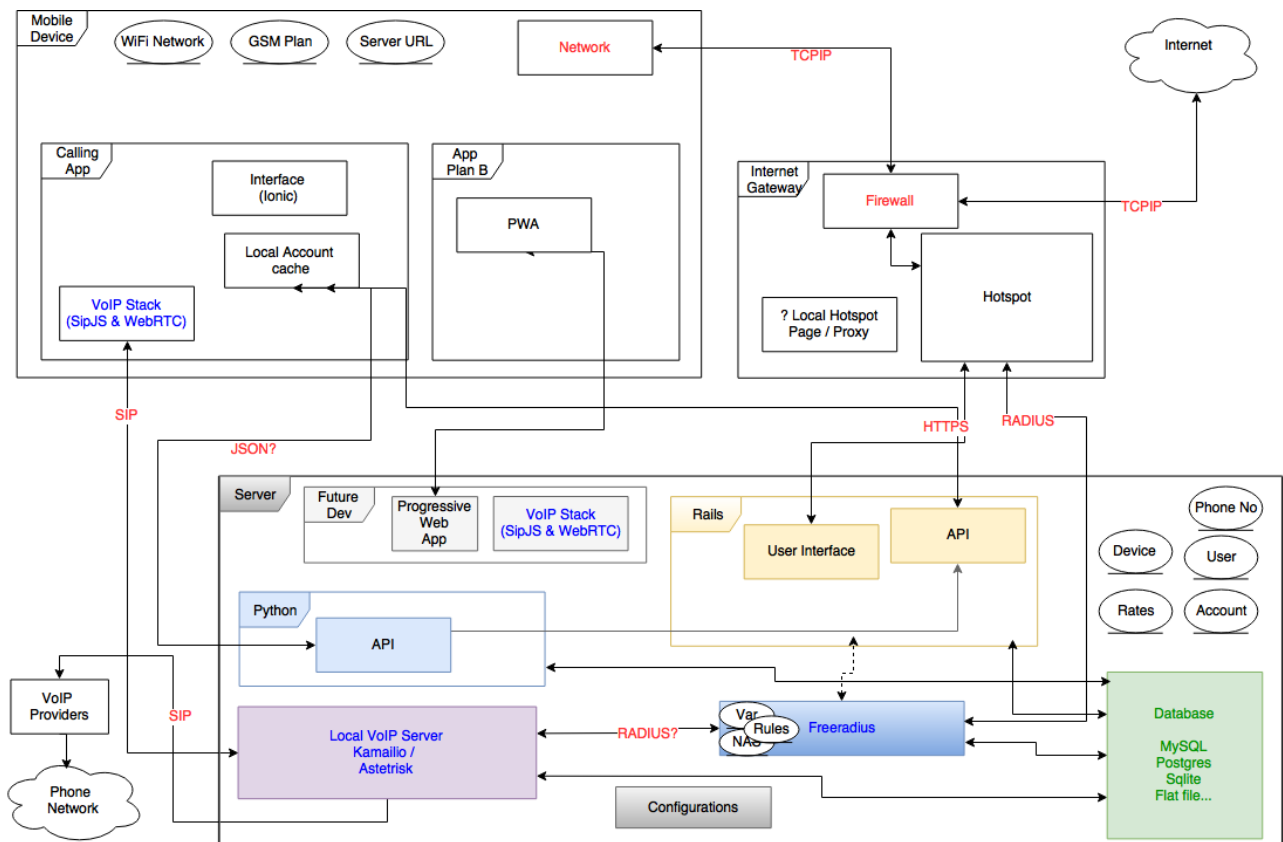 Mobile
Device
WiFi Network
GSM Plan
Server URL
Network
TCPIP
Internet
Calling
App
Interface
(Ionic)
Local Account
cache
VoIP Stack
(SipJS & WebRTC)
App
Plan B
PWA
Internet
Gateway
Firewall
TCPIP
Hotspot
? Local Hotspot
Page / Proxy
SIP
JSON?
HTTPS
RADIUS
Server
Future
Dev
Progressive
Web
App
VoIP Stack
(SipJS & WebRTC)
Rails
User Interface
API
Phone No
Device
User
Rates
Account
Python
API
VoIP
Providers
SIP
Phone
Network
Local VoIP Server
Kamailio /
Astetrisk
RADIUS?
Var
Rules
NAS
Freeradius
Configurations
Database
MySQL
Postgres
Sqlite
Flat file...